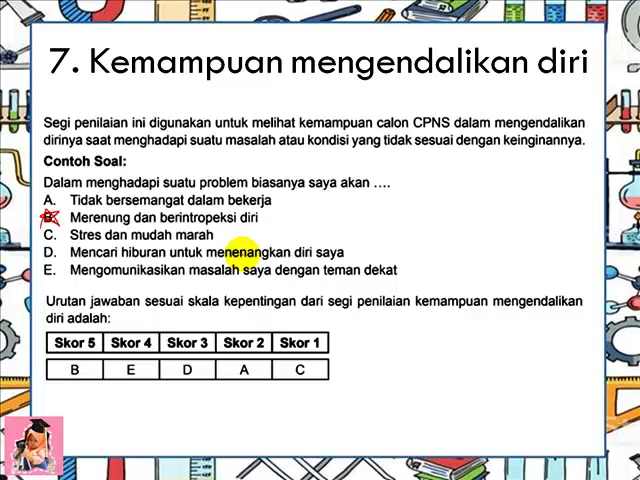 7. Kemampuan mengendalikan diri
Segi penilaian ini digunakan untuk melihat kemampuan calon CPNS dalam mengendalikan
dirinya saat menghadapi suatu masalah atau kondisi yang tidak sesuai dengan keinginannya.
Contoh Soal:
Dalam menghadapi suatu problem biasanya saya akan ….
A. Tidak bersemangat dalam bekerja
B. Merenung dan berintropeksi diri
C. Stres dan mudah marah
D. Mencari hiburan untuk menenangkan diri saya
E. Mengomunikasikan masalah saya dengan teman dekat
Urutan jawaban sesuai skala kepentingan dari segi penilaian kemampuan mengendalikan
diri adalah:
Skor 5 Skor 4 Skor 3 Skor 2 Skor 1
B E D A C